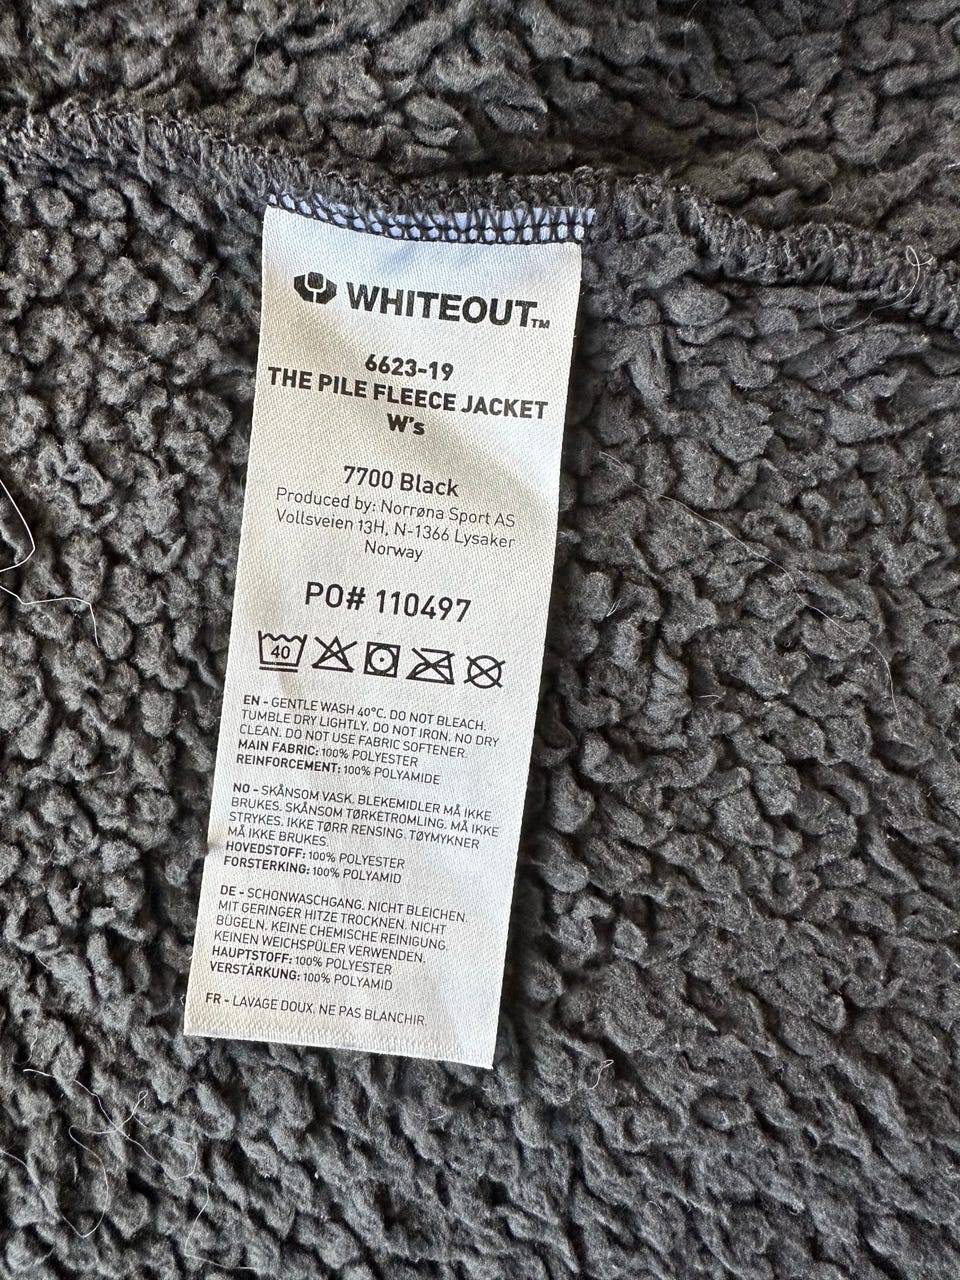 WHITEOUT™
6623-19
THE PILE FLEECE JACKET
W's
7700 Black
Produced by: Norrøna Sport AS
Vollsveien 13H, N-1366 Lysaker
Norway
PO# 110497
40
EN - GENTLE WASH 40°C. DO NOT BLEACH.
TUMBLE DRY LIGHTLY. DO NOT IRON. NO DRY
CLEAN. DO NOT USE FABRIC SOFTENER.
MAIN FABRIC: 100% POLYESTER
REINFORCEMENT: 100% POLYAMIDE
NO - SKÅNSOM VASK. BLEKEMIDLER MÅ IKKE
BRUKES. SKÅNSOM TØRKETROMLING. MÅ IKKE
STRYKES. IKKE TØRR RENSING. TØYMYKNER
MÅ IKKE BRUKES.
HOVEDSTOFF: 100% POLYESTER
FORSTERKING: 100% POLYAMID
DE - SCHONWASCHGANG. NICHT BLEICHEN.
MIT GERINGER HITZE TROCKNEN. NICHT
BÜGELN. KEINE CHEMISCHE REINIGUNG.
KEINEN WEICHSPÜLER VERWENDEN.
HAUPTSTOFF: 100% POLYESTER
VERSTÄRKUNG: 100% POLYAMID
FR - LAVAGE DOUX. NE PAS BLANCHIR.